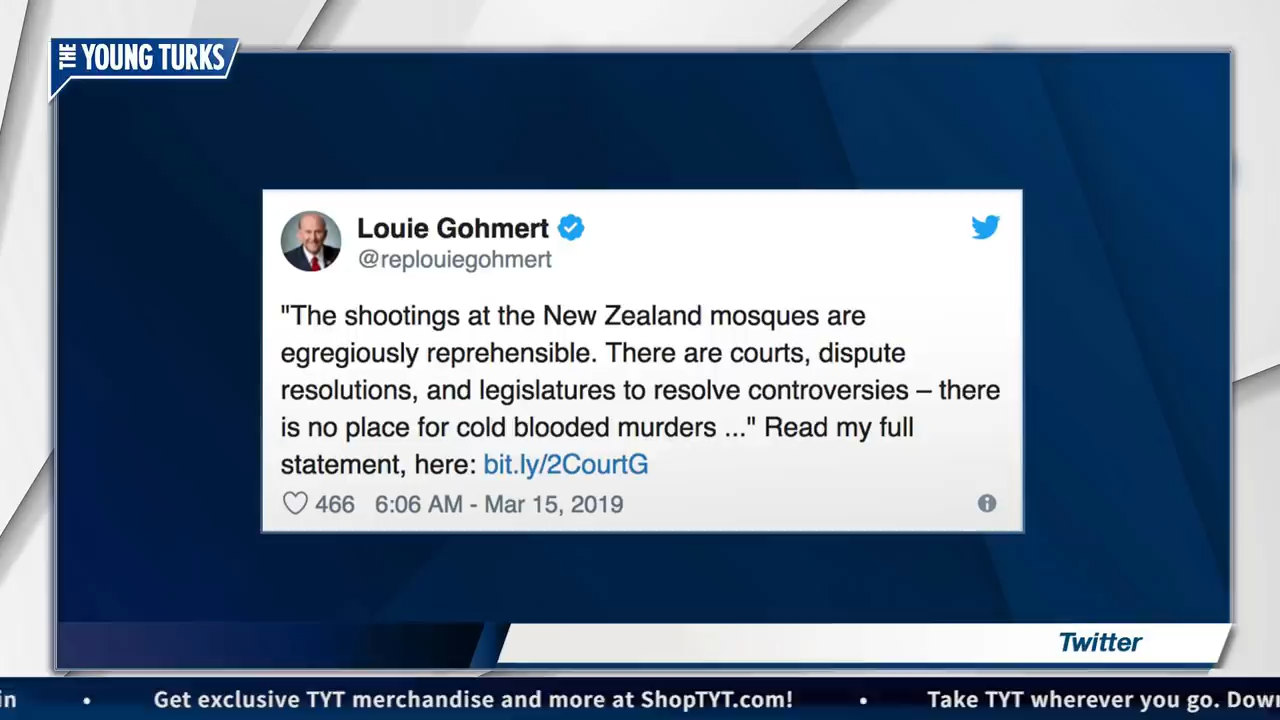 THE YOUNG TURKS
Louie Gohmert
@replouiegohmert
"The shootings at the New Zealand mosques are
egregiously reprehensible. There are courts, dispute
resolutions, and legislatures to resolve controversies – there
is no place for cold blooded murders ..." Read my full
statement, here: bit.ly/2CourtG
466 6:06 AM - Mar 15, 2019
Twitter
in • Get exclusive TYT merchandise and more at ShopTYT.com! • Take TYT wherever you go. Dow